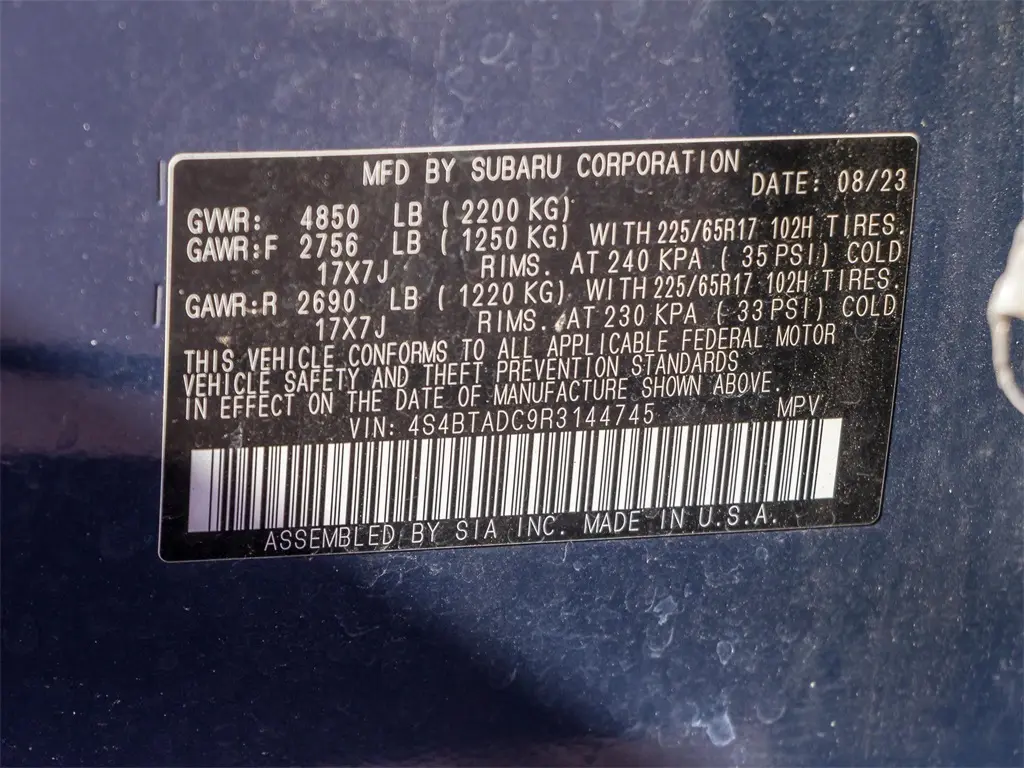 MFD BY SUBARU CORPORATION DATE: 08/23
GVWR: 4850 LB ( 2200 KG)
GAWR:F 2756 LB ( 1250 KG) WITH 225/65R17 102H TIRES.
17X7J RIMS. AT 240 KPA ( 35 PSI) COLD
GAWR:R 2690 LB ( 1220 KG) WITH 225/65R17 102H TIRES.
17X7J RIMS. AT 230 KPA ( 33 PSI) COLD
THIS VEHICLE CONFORMS TO ALL APPLICABLE FEDERAL MOTOR
VEHICLE SAFETY AND THEFT PREVENTION STANDARDS
IN EFFECT ON THE DATE OF MANUFACTURE SHOWN ABOVE.
VIN: 4S4BTADC9R3144745 MPV
ASSEMBLED BY SIA INC. MADE IN U.S.A.